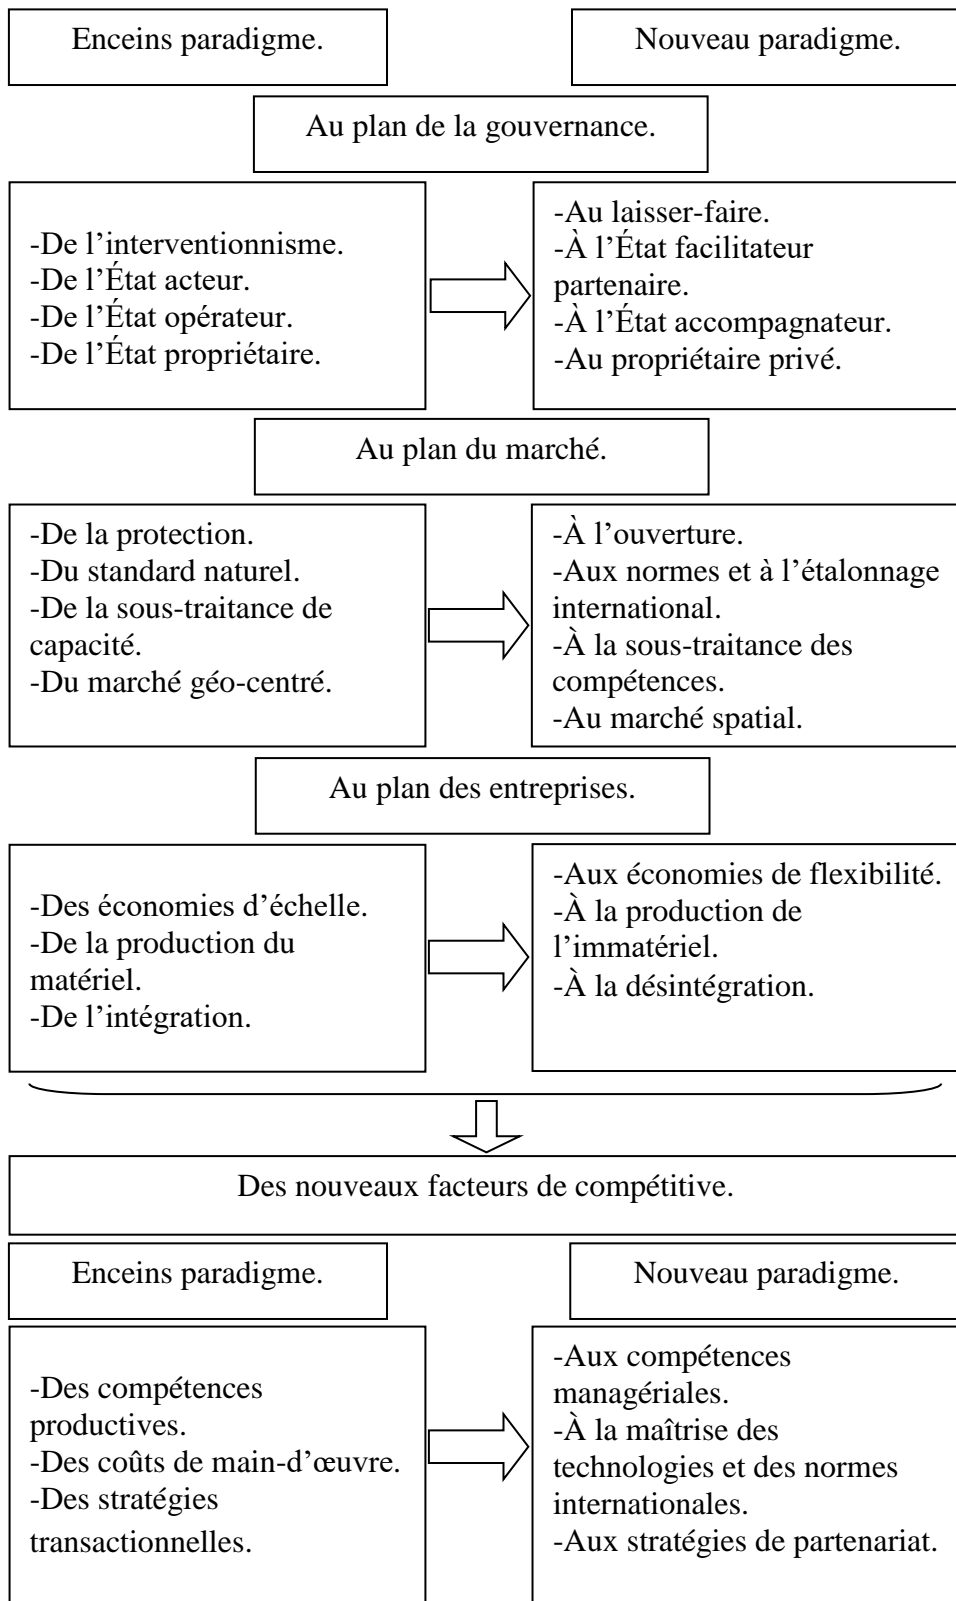 Enceins paradigme.
Nouveau paradigme.
Au plan de la gouvernance.
-De l’interventionnisme.
-De l’État acteur.
-De l’État opérateur.
-De l’État propriétaire.
-Au laisser-faire.
-À l’État facilitateur
partenaire.
-À l’État accompagnateur.
-Au propriétaire privé.
Au plan du marché.
-De la protection.
-Du standard naturel.
-De la sous-traitance de
capacité.
-Du marché géo-centré.
-À l’ouverture.
-Aux normes et à l’étalonnage
international.
-À la sous-traitance des
compétences.
-Au marché spatial.
Au plan des entreprises.
-Des économies d’échelle.
-De la production du
matériel.
-De l’intégration.
-Aux économies de flexibilité.
-À la production de
l’immatériel.
-À la désintégration.
Des nouveaux facteurs de compétitive.
Enceins paradigme.
Nouveau paradigme.
-Des compétences
productives.
-Des coûts de main-d’œuvre.
-Des stratégies
transactionnelles.
-Aux compétences
managériales.
-À la maîtrise des
technologies et des normes
internationales.
-Aux stratégies de partenariat.